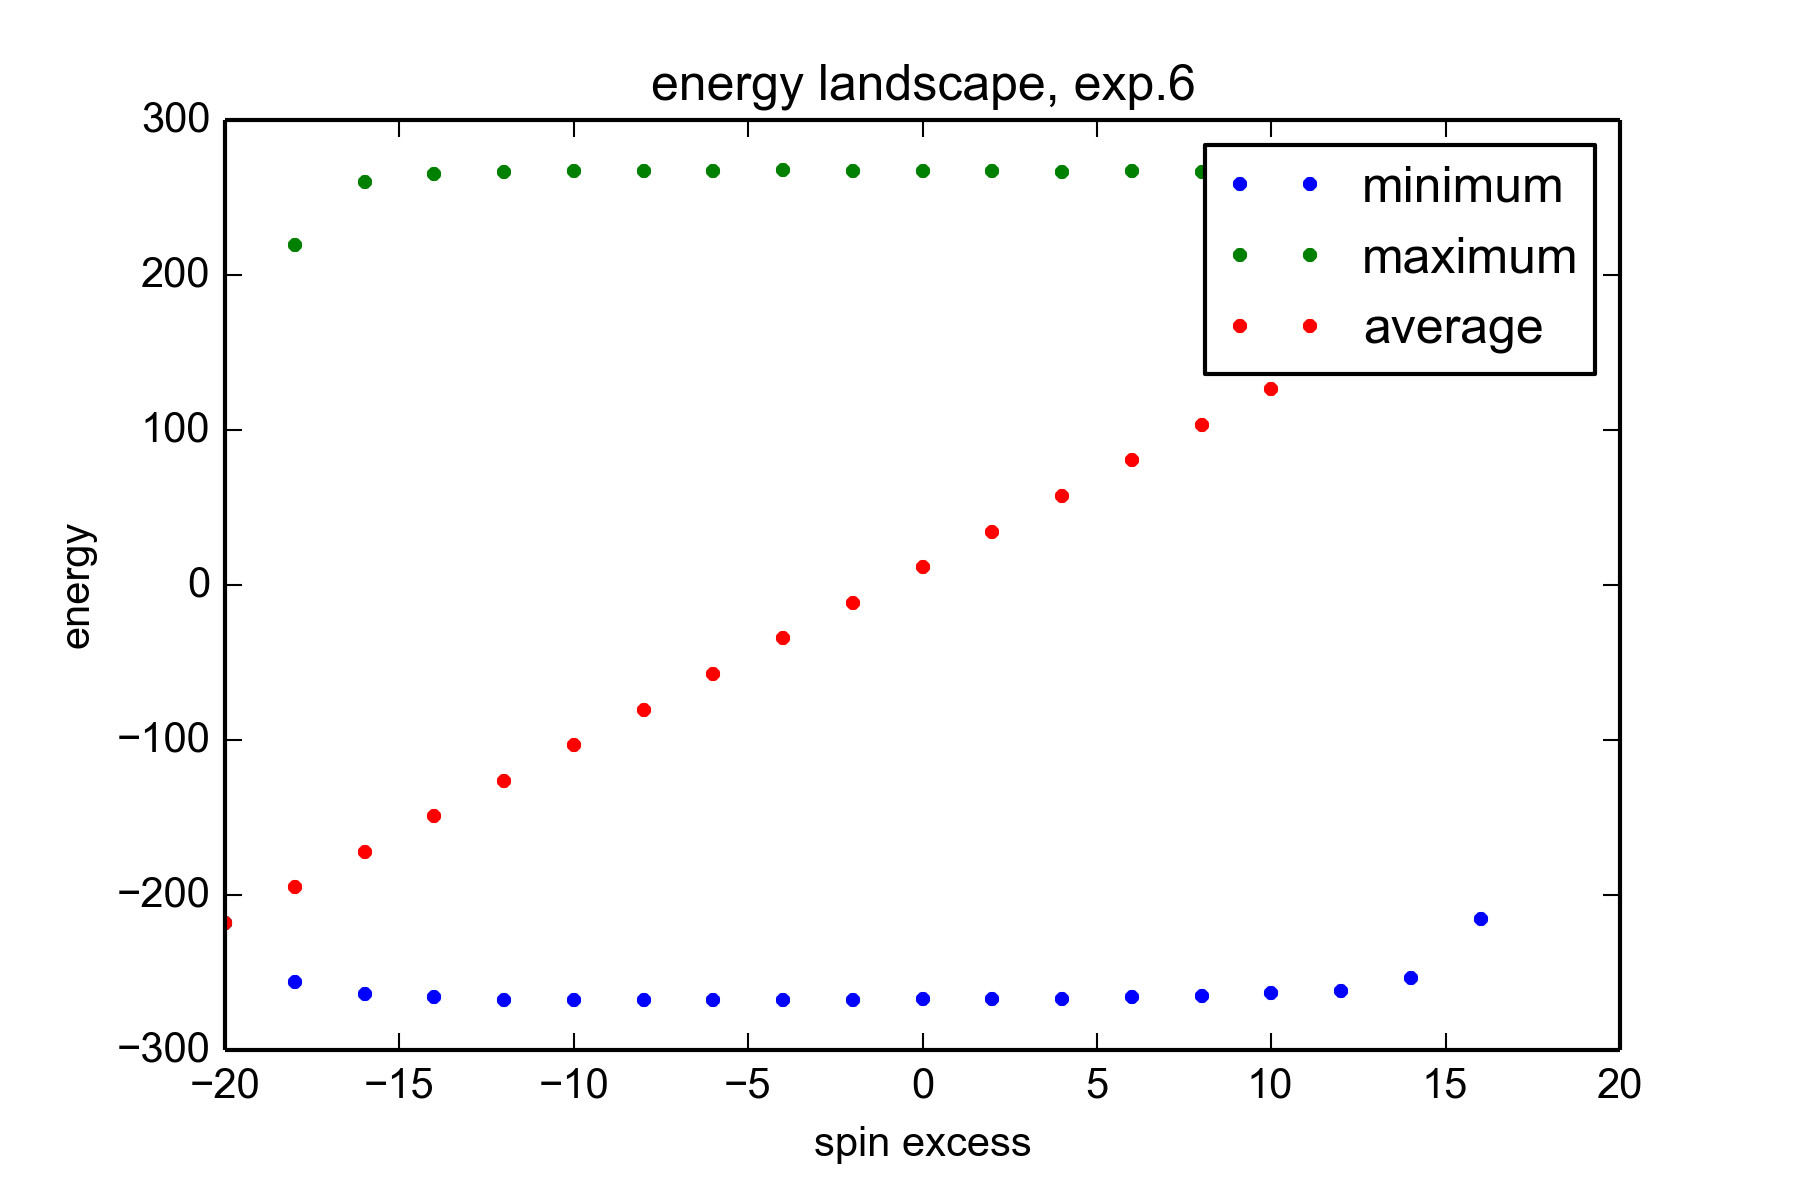 energy landscape, exp.6
300
200
100
0
−100
−200
−300
energy
minimum
maximum
average
−20 −15 −10 −5 0 5 10 15 20
spin excess